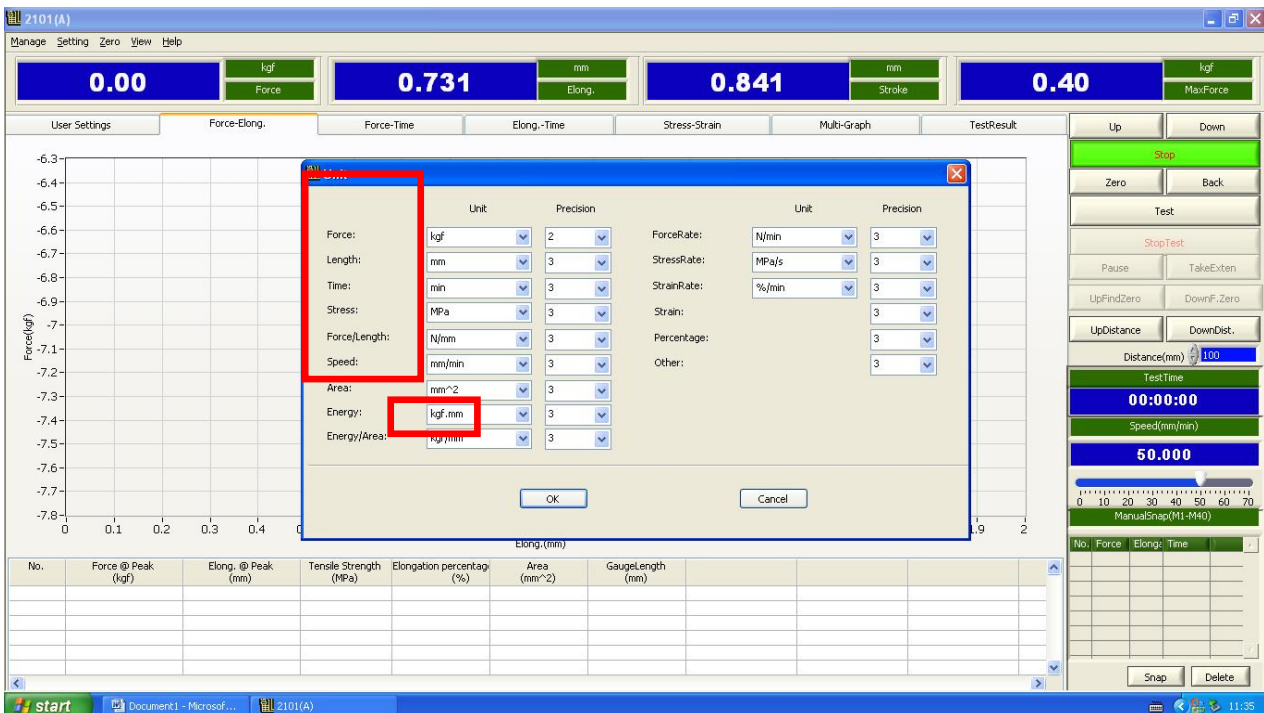 2101(A)
Manage Setting Zero View Help
0.00 kgf Force 0.731 mm Elong. 0.841 mm Stroke 0.40 kgf MaxForce
User Settings Force-Elong. Force-Time Elong.-Time Stress-Strain Multi-Graph TestResult
Up Down
Stop
Zero Back
Test
StopTest
Pause TakeExten
UpFindZero DownF.Zero
UpDistance DownDist.
Distance(mm) 100
TestTime
00:00:00
Speed(mm/min)
50.000
0 10 20 30 40 50 60 70
ManualSnap(M1-M40)
No. Force Elonga Time
Snap Delete
Force(kgf)
-6.3
-6.4
-6.5
-6.6
-6.7
-6.8
-6.9
-7
-7.1
-7.2
-7.3
-7.4
-7.5
-7.6
-7.7
-7.8
0 0.1 0.2 0.3 0.4 1.9 2
Elong.(mm)
Unit Precision Unit Precision
Force: kgf 2 ForceRate: N/min 3
Length: mm 3 StressRate: MPa/s 3
Time: min 3 StrainRate: %/min 3
Stress: MPa 3 Strain: 3
Force/Length: N/mm 3 Percentage: 3
Speed: mm/min 3 Other: 3
Area: mm^2 3
Energy: kgf.mm 3
Energy/Area: kgf/mm 3
OK Cancel
No. Force @ Peak Elong. @ Peak Tensile Strength Elongation percentag Area GaugeLength
(kgf) (mm) (MPa) (%) (mm^2) (mm)
start Document1 - Microsof... 2101(A) 11:35